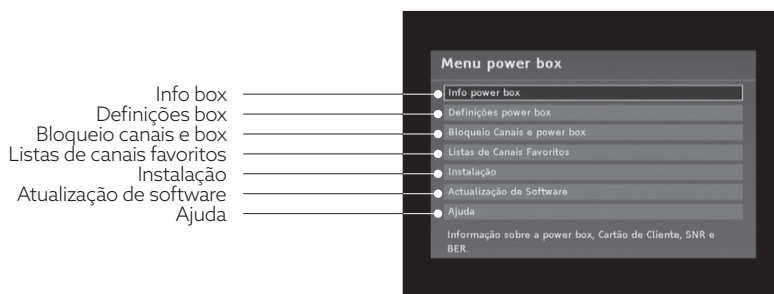 Info box
Definições box
Bloqueio canais e box
Listas de canais favoritos
Instalação
Atualização de software
Ajuda
Menu power box
Info power box
Definições power box
Bloqueio Canais e power box
Listas de Canais Favoritos
Instalação
Actualização de Software
Ajuda
Informação sobre a power box, Cartão de Cliente, SNR e
BER.